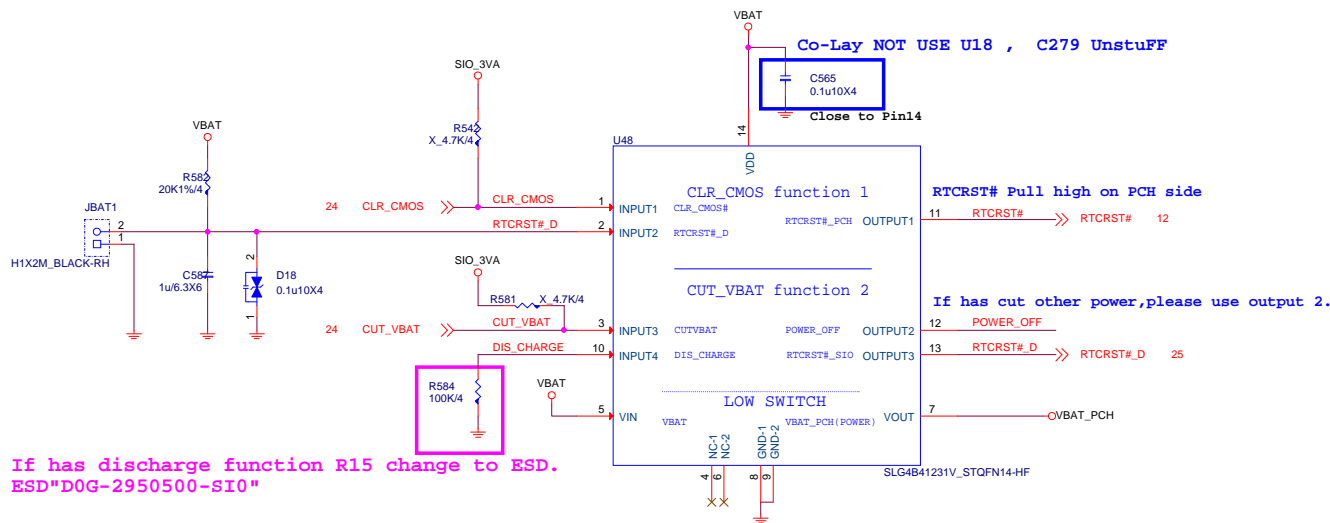 VBAT
Co-Lay NOT USE U18 , C279 UnstuFF
SIO_3VA
C565
0.1u10X4
Close to Pin14
VBAT
R542
X_4.7K/4
U48
14
VDD
R582
20K1%/4
CLR_CMOS function 1
RTCRST# Pull high on PCH side
JBAT1
24 CLR_CMOS
CLR_CMOS
1
INPUT1
CLR_CMOS#
RTCRST#_PCH
OUTPUT1
11
RTCRST#
RTCRST#
12
2
1
RTCRST#_D
2
INPUT2
RTCRST#_D
H1X2M_BLACK-RH
SIO_3VA
C587
1u/6.3X6
2
D18
0.1u10X4
1
CUT_VBAT function 2
R581
X_4.7K/4
If has cut other power,please use output 2.
24 CUT_VBAT
CUT_VBAT
3
INPUT3
CUTVBAT
POWER_OFF
OUTPUT2
12
POWER_OFF
DIS_CHARGE
10
INPUT4
DIS_CHARGE
RTCRST#_SIO
OUTPUT3
13
RTCRST#_D
RTCRST#_D
25
R584
100K/4
VBAT
LOW SWITCH
5
VIN
VBAT
VBAT_PCH(POWER)
VOUT
7
VBAT_PCH
NC-1
NC-2
GND-1
GND-2
4
6
8
9
SLG4B41231V_STQFN14-HF
If has discharge function R15 change to ESD.
ESD"D0G-2950500-SI0"